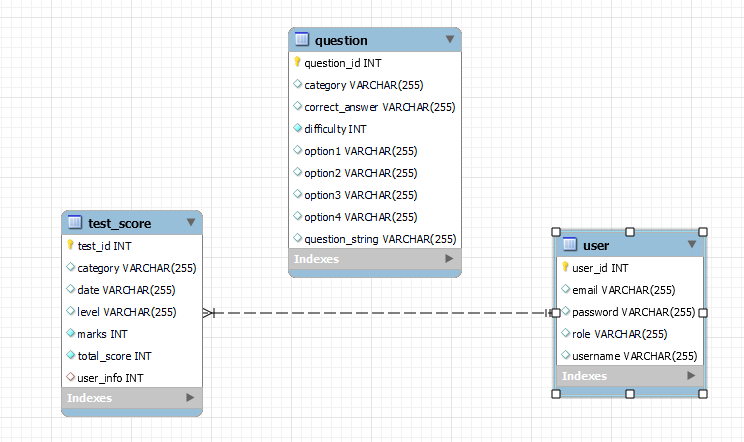 question
question_id INT
category VARCHAR(255)
correct_answer VARCHAR(255)
difficulty INT
option1 VARCHAR(255)
option2 VARCHAR(255)
option3 VARCHAR(255)
option4 VARCHAR(255)
question_string VARCHAR(255)
Indexes
test_score
test_id INT
category VARCHAR(255)
date VARCHAR(255)
level VARCHAR(255)
marks INT
total_score INT
user_info INT
Indexes
user
user_id INT
email VARCHAR(255)
password VARCHAR(255)
role VARCHAR(255)
username VARCHAR(255)
Indexes